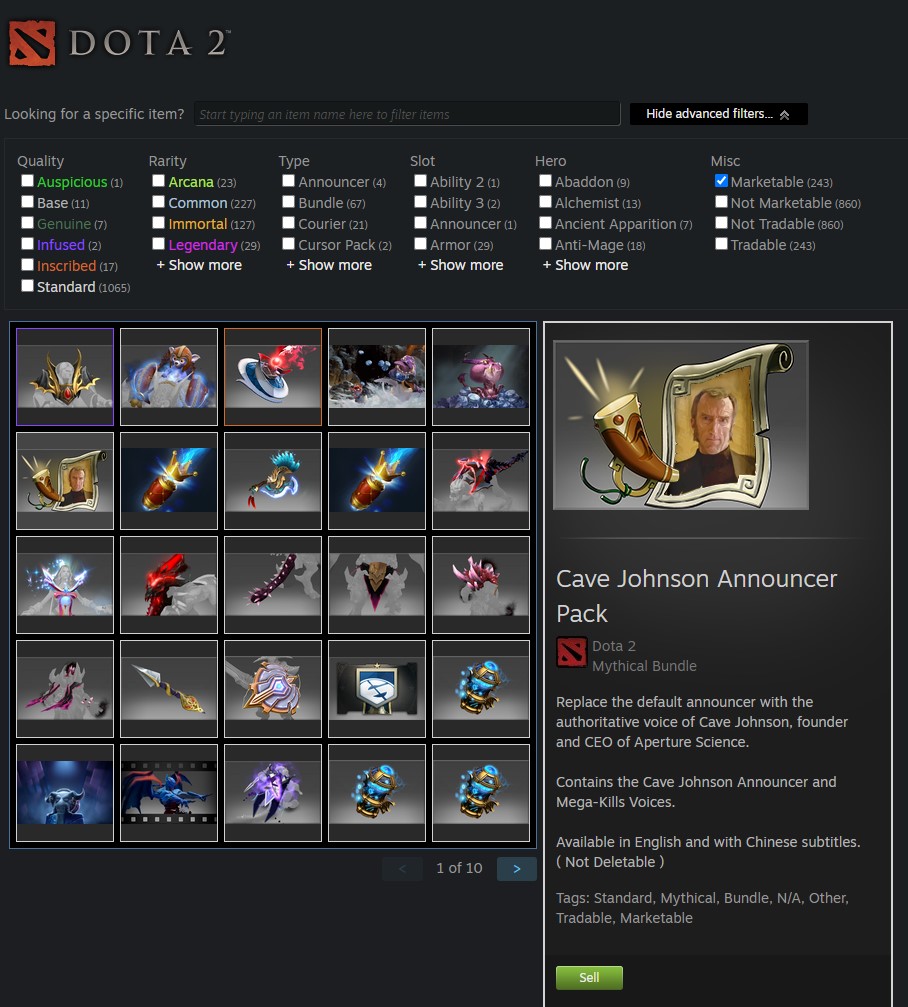 DOTA 2™
Looking for a specific item?
Start typing an item name here to filter items
Hide advanced filters...
Quality
Auspicious (1)
Base (11)
Genuine (7)
Infused (2)
Inscribed (17)
Standard (1065)
Rarity
Arcana (23)
Common (227)
Immortal (127)
Legendary (29)
+ Show more
Type
Announcer (4)
Bundle (67)
Courier (21)
Cursor Pack (2)
+ Show more
Slot
Ability 2 (1)
Ability 3 (2)
Announcer (1)
Armor (29)
+ Show more
Hero
Abaddon (9)
Alchemist (13)
Ancient Apparition (7)
Anti-Mage (18)
+ Show more
Misc
Marketable (243)
Not Marketable (860)
Not Tradable (860)
Tradable (243)
< 1 of 10 >
Cave Johnson Announcer
Pack
Dota 2
Mythical Bundle
Replace the default announcer with the
authoritative voice of Cave Johnson, founder
and CEO of Aperture Science.
Contains the Cave Johnson Announcer and
Mega-Kills Voices.
Available in English and with Chinese subtitles.
( Not Deletable )
Tags: Standard, Mythical, Bundle, N/A, Other,
Tradable, Marketable
Sell